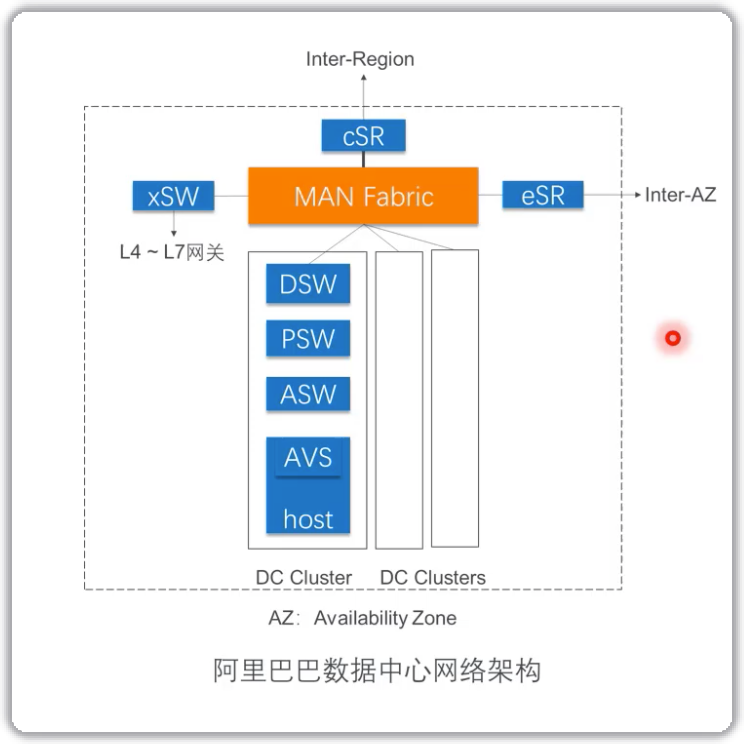 Inter-Region
cSR
xSW
MAN Fabric
eSR
Inter-AZ
L4 ~ L7网关
DSW
PSW
ASW
AVS
host
DC Cluster
DC Clusters
AZ: Availability Zone
阿里巴巴数据中心网络架构